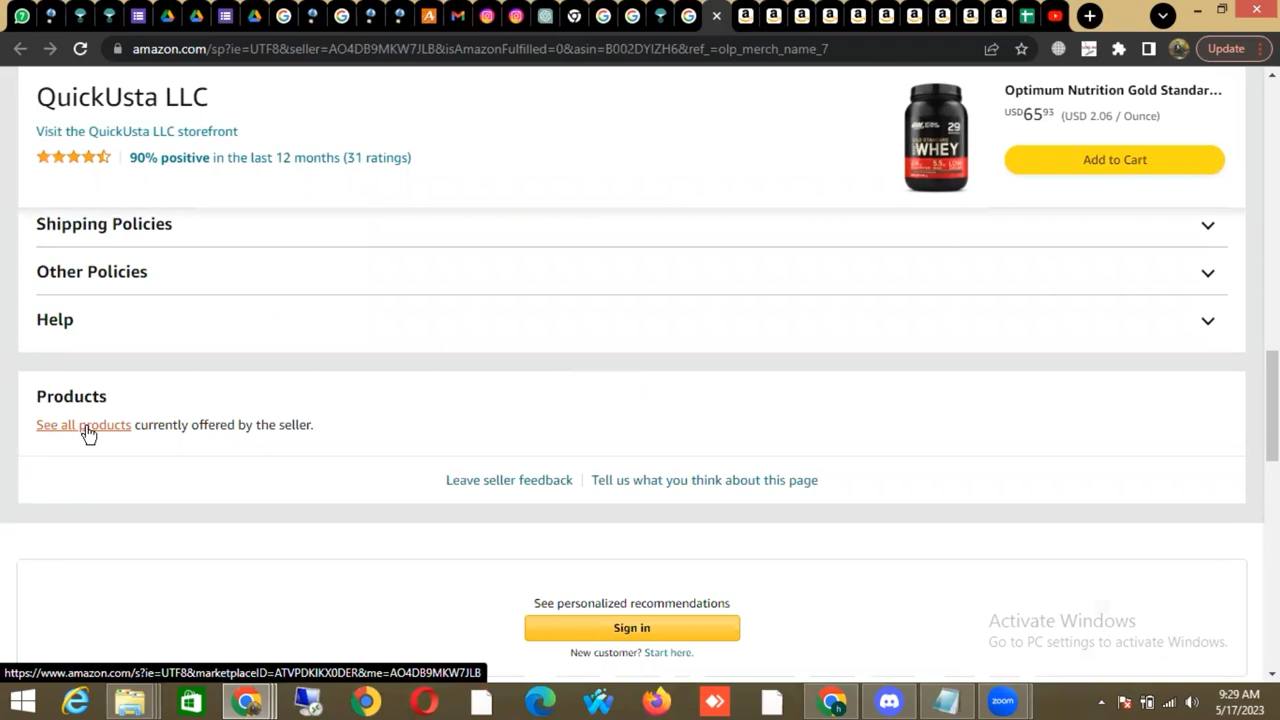 amazon.com/sp?ie=UTF8&seller=AO4DB9MKW7JLB&isAmazonFulfilled=0&asin=B002DYIZH6&ref_=olp_merch_name_7
Update
QuickUsta LLC
Visit the QuickUsta LLC storefront
90% positive in the last 12 months (31 ratings)
29
WHEY
Optimum Nutrition Gold Standar...
USD65.93 (USD 2.06 / Ounce)
Add to Cart
Shipping Policies
Other Policies
Help
Products
See all products currently offered by the seller.
Leave seller feedback
Tell us what you think about this page
See personalized recommendations
Sign in
New customer? Start here.
Activate Windows
Go to PC settings to activate Windows.
https://www.amazon.com/s?ie=UTF8&marketplaceID=ATVPDKIKX0DER&me=AO4DB9MKW7JLB
zoom
9:29 AM
5/17/2023